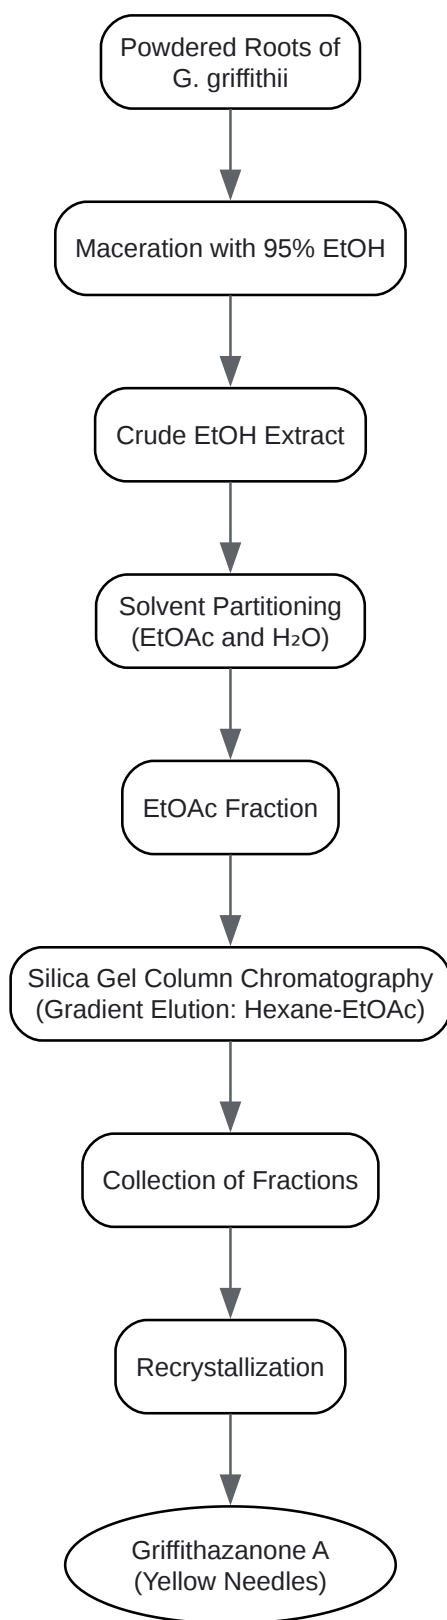 Powdered Roots of
G. griffithii
Maceration with 95% EtOH
Crude EtOH Extract
Solvent Partitioning
(EtOAc and H₂O)
EtOAc Fraction
Silica Gel Column Chromatography
(Gradient Elution: Hexane-EtOAc)
Collection of Fractions
Recrystallization
Griffithazanone A
(Yellow Needles)